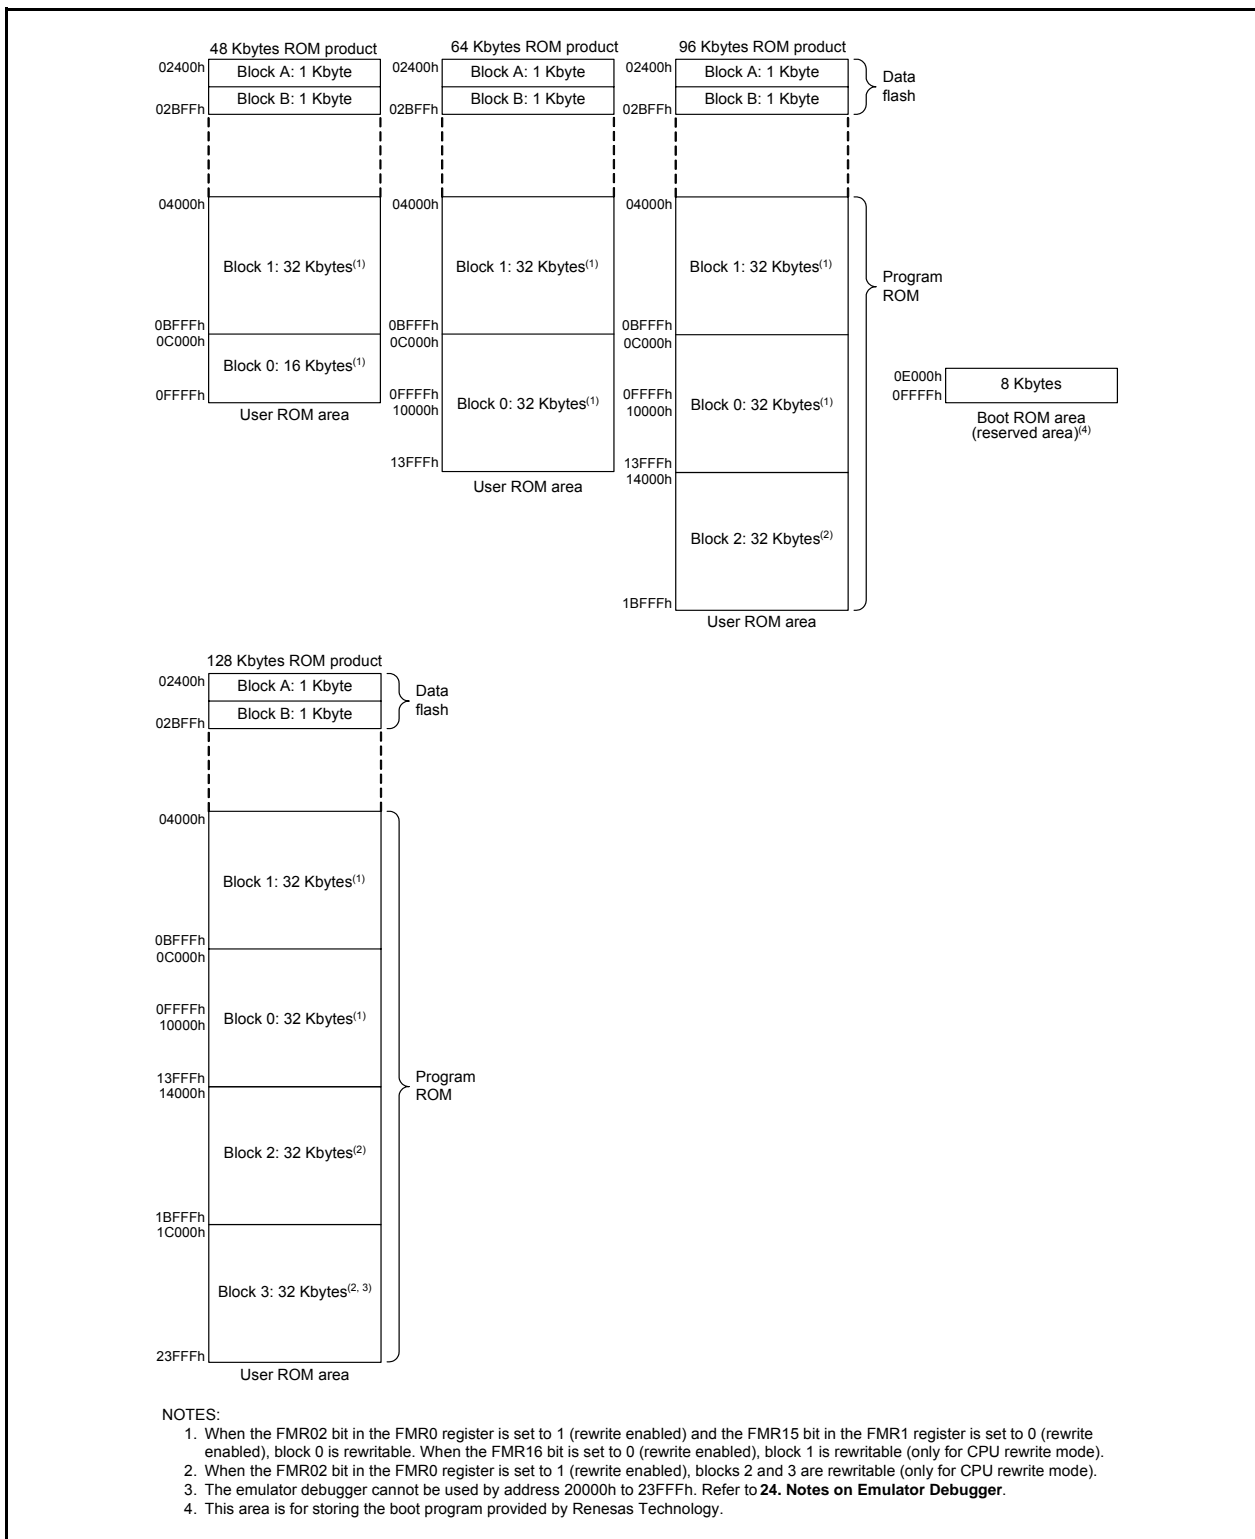 48 Kbytes ROM product
02400h
Block A: 1 Kbyte
Block B: 1 Kbyte
02BFFh
04000h
Block 1: 32 Kbytes(1)
0BFFFh
0C000h
Block 0: 16 Kbytes(1)
0FFFFh
User ROM area
64 Kbytes ROM product
02400h
Block A: 1 Kbyte
Block B: 1 Kbyte
02BFFh
04000h
Block 1: 32 Kbytes(1)
0BFFFh
0C000h
0FFFFh
10000h
Block 0: 32 Kbytes(1)
13FFFh
User ROM area
96 Kbytes ROM product
02400h
Block A: 1 Kbyte
Block B: 1 Kbyte
02BFFh
Data
flash
04000h
Block 1: 32 Kbytes(1)
0BFFFh
0C000h
0FFFFh
10000h
Block 0: 32 Kbytes(1)
13FFFh
14000h
Block 2: 32 Kbytes(2)
1BFFFh
User ROM area
Program
ROM
0E000h
0FFFFh
8 Kbytes
Boot ROM area
(reserved area)(4)
128 Kbytes ROM product
02400h
Block A: 1 Kbyte
Block B: 1 Kbyte
02BFFh
Data
flash
04000h
Block 1: 32 Kbytes(1)
0BFFFh
0C000h
0FFFFh
10000h
Block 0: 32 Kbytes(1)
13FFFh
14000h
Block 2: 32 Kbytes(2)
1BFFFh
1C000h
Block 3: 32 Kbytes(2, 3)
23FFFh
User ROM area
Program
ROM
NOTES:
1. When the FMR02 bit in the FMR0 register is set to 1 (rewrite enabled) and the FMR15 bit in the FMR1 register is set to 0 (rewrite
enabled), block 0 is rewritable. When the FMR16 bit is set to 0 (rewrite enabled), block 1 is rewritable (only for CPU rewrite mode).
2. When the FMR02 bit in the FMR0 register is set to 1 (rewrite enabled), blocks 2 and 3 are rewritable (only for CPU rewrite mode).
3. The emulator debugger cannot be used by address 20000h to 23FFFh. Refer to 24. Notes on Emulator Debugger.
4. This area is for storing the boot program provided by Renesas Technology.